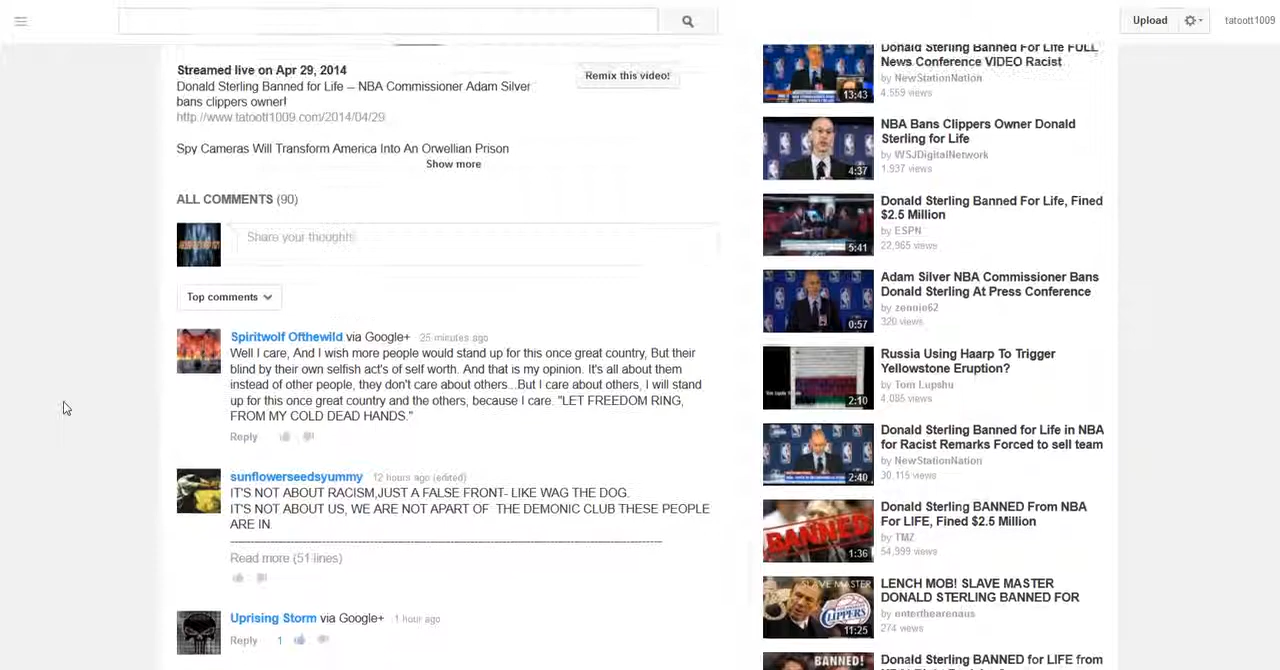 Upload
tatoott1009
Streamed live on Apr 29, 2014
Remix this video!
Donald Sterling Banned for Life – NBA Commissioner Adam Silver
bans clippers owner!
http://www.tatoott1009.com/2014/04/29
Spy Cameras Will Transform America Into An Orwellian Prison
Show more
ALL COMMENTS (90)
Share your thoughts
Top comments
Spiritwolf Ofthewild via Google+ 25 minutes ago
Well I care, And I wish more people would stand up for this once great country, But their
blind by their own selfish act's of self worth. And that is my opinion. It's all about them
instead of other people, they don't care about others...But I care about others, I will stand
up for this once great country and the others, because I care. "LET FREEDOM RING,
FROM MY COLD DEAD HANDS."
Reply
sunflowerseedsyummy 12 hours ago (edited)
IT'S NOT ABOUT RACISM,JUST A FALSE FRONT- LIKE WAG THE DOG.
IT'S NOT ABOUT US, WE ARE NOT APART OF THE DEMONIC CLUB THESE PEOPLE
ARE IN.
Read more (51 lines)
Uprising Storm via Google+ 1 hour ago
Reply 1
Donald Sterling Banned For Life FULL
News Conference VIDEO Racist
by NewStationNation
4,559 views
13:43
NBA Bans Clippers Owner Donald
Sterling for Life
by WSJDigitalNetwork
1,937 views
4:37
Donald Sterling Banned For Life, Fined
$2.5 Million
by ESPN
22,965 views
5:41
Adam Silver NBA Commissioner Bans
Donald Sterling At Press Conference
by zennie62
320 views
0:57
Russia Using Haarp To Trigger
Yellowstone Eruption?
by Tom Lupshu
4,085 views
2:10
Donald Sterling Banned for Life in NBA
for Racist Remarks Forced to sell team
by NewStationNation
30,115 views
2:40
Donald Sterling BANNED From NBA
For LIFE, Fined $2.5 Million
by TMZ
54,999 views
BANNED
1:36
LENCH MOB! SLAVE MASTER
DONALD STERLING BANNED FOR
by enterthearenaus
274 views
SLAVE MASTER
CLIPPERS
11:25
Donald Sterling BANNED for LIFE from
BANNED!